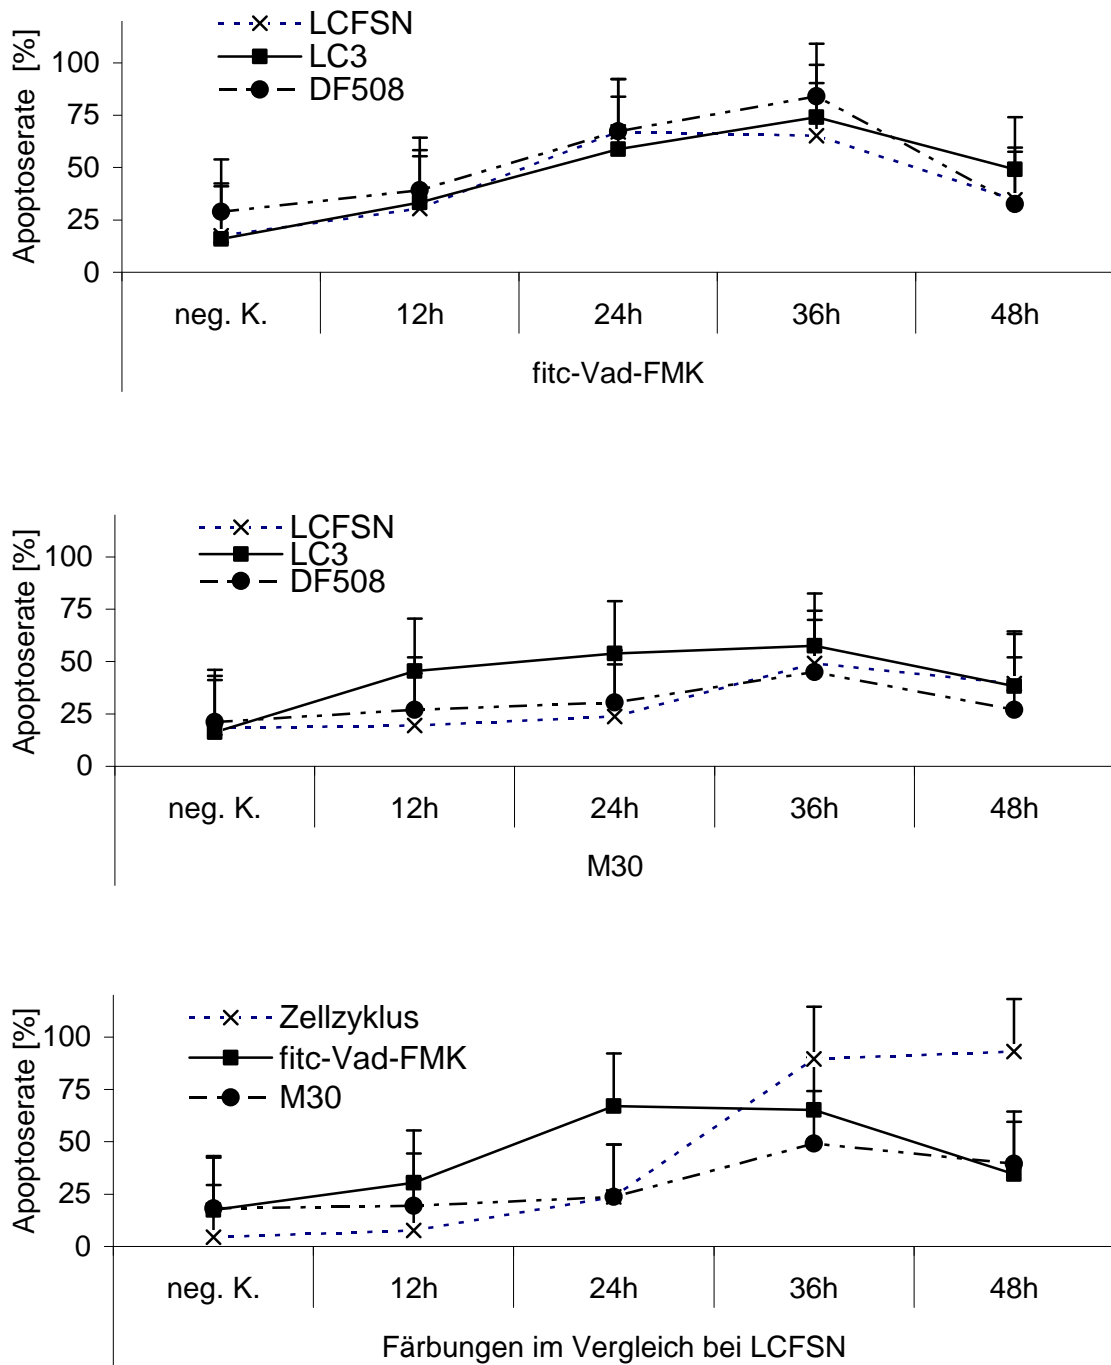 LCFSN
LC3
DF508
Apoptoserate [%]
100
75
50
25
0
neg. K. 12h 24h 36h 48h
fitc-Vad-FMK
LCFSN
LC3
DF508
Apoptoserate [%]
100
75
50
25
0
neg. K. 12h 24h 36h 48h
M30
Zellzyklus
fitc-Vad-FMK
M30
Apoptoserate [%]
100
75
50
25
0
neg. K. 12h 24h 36h 48h
Färbungen im Vergleich bei LCFSN